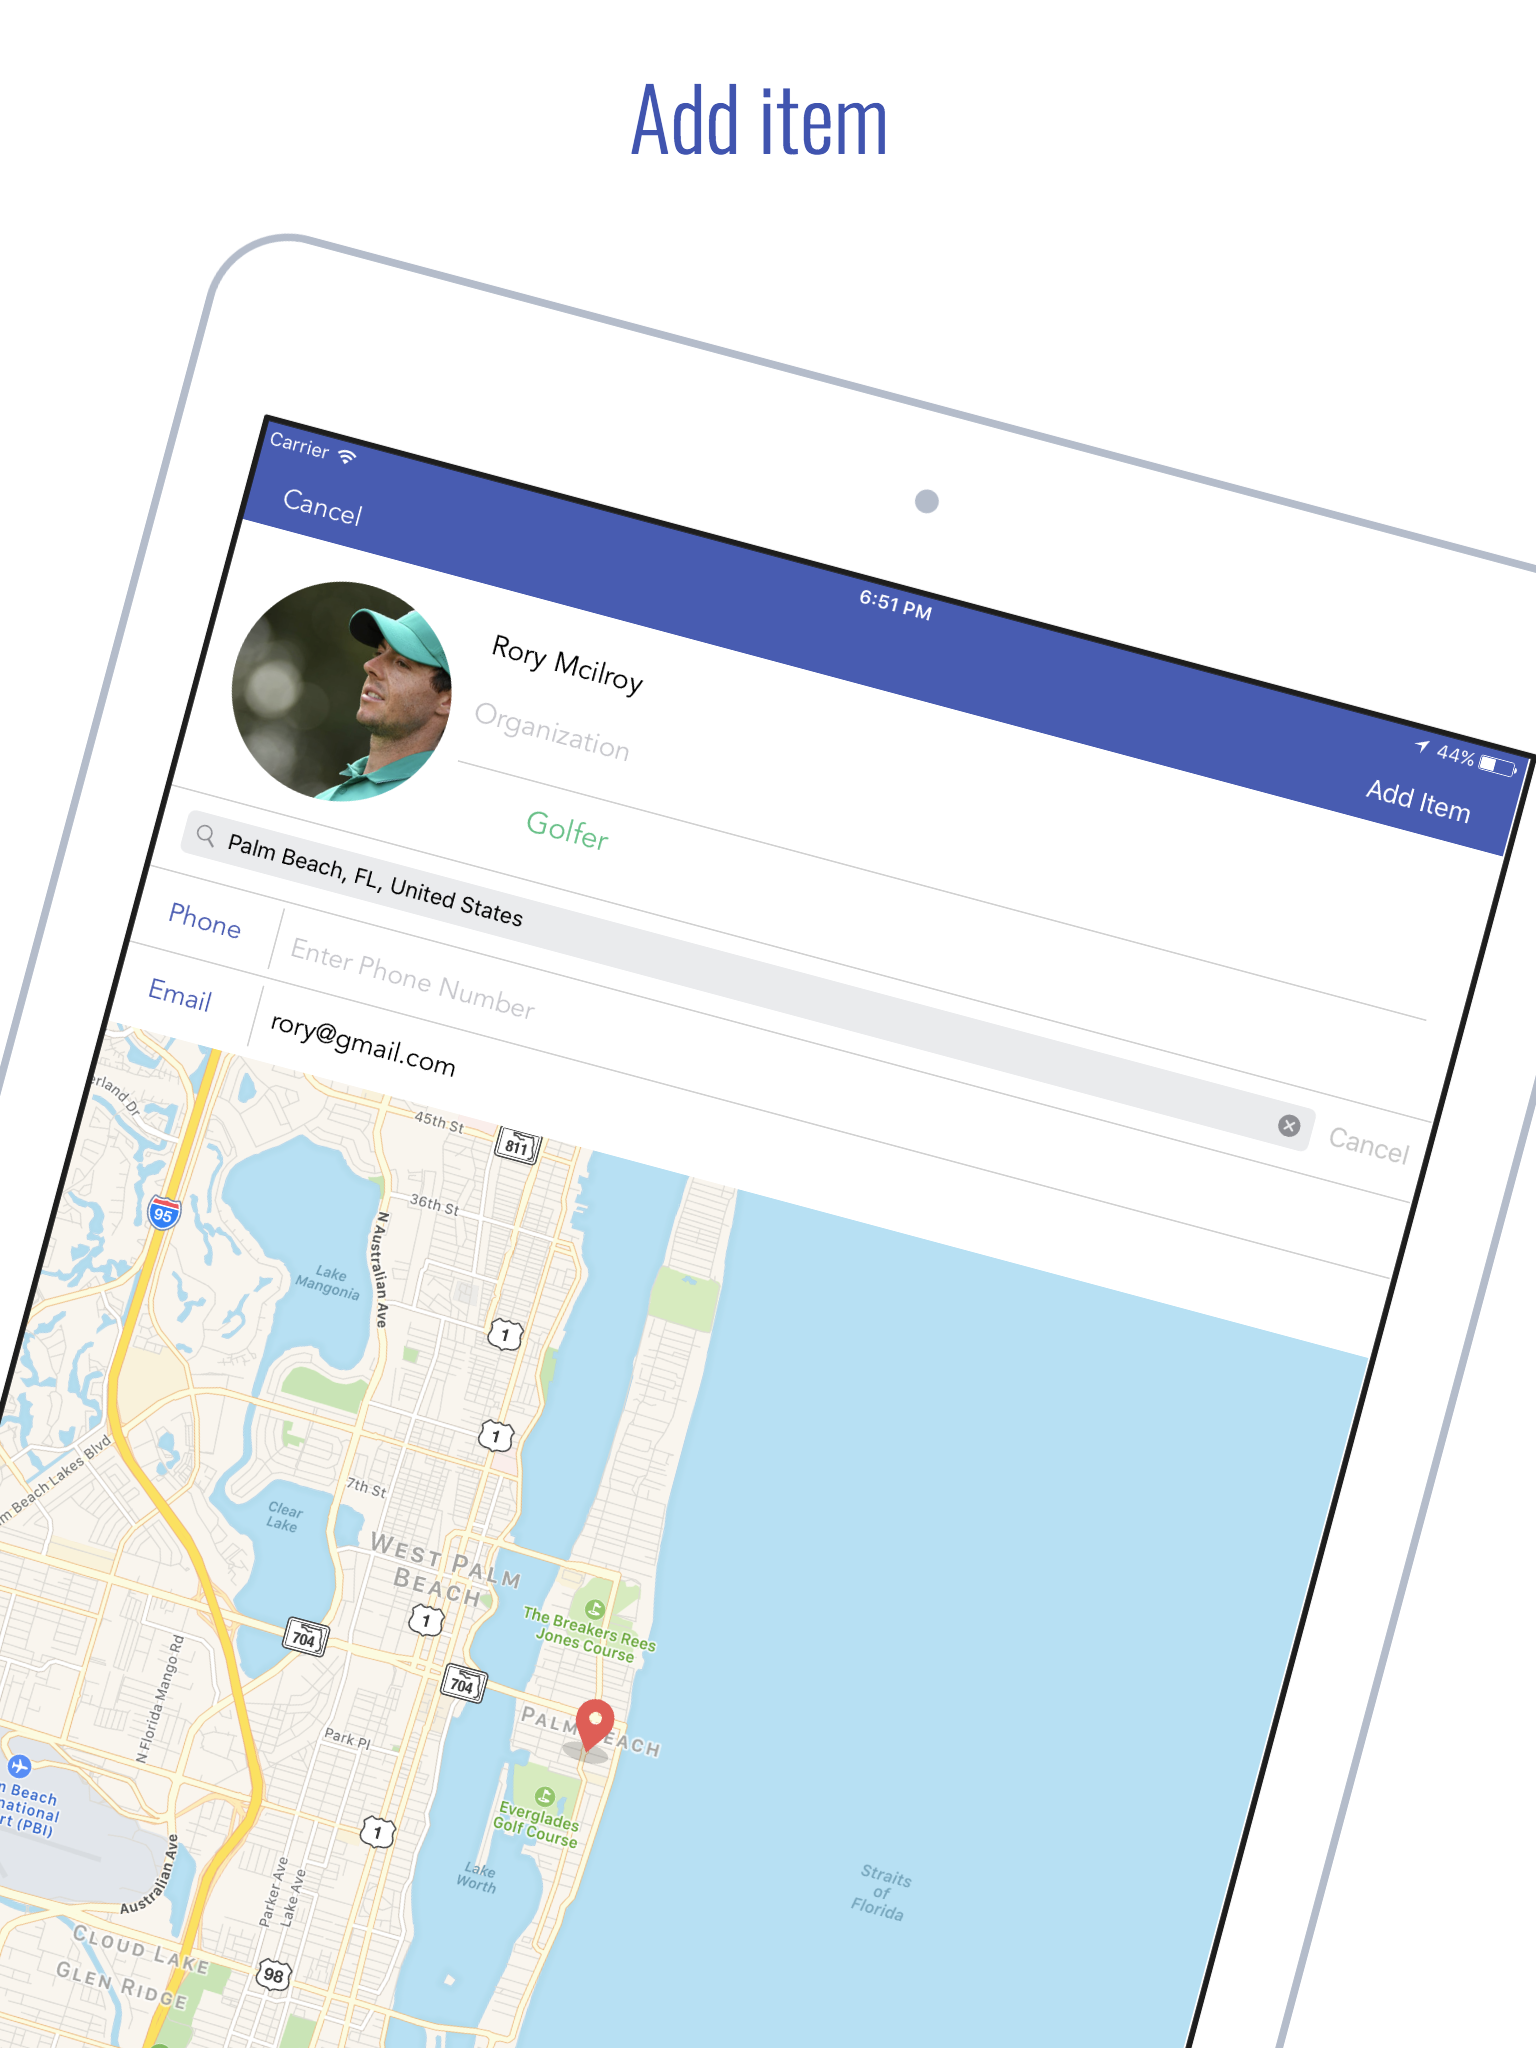 Add item
Carrier
6:51 PM
44%
Cancel
Add Item
Rory Mcilroy
Organization
Golfer
Palm Beach, FL, United States
Cancel
Phone
Enter Phone Number
Email
rory@gmail.com
45th St
811
36th St
95
N Australian Ave
Lake
Mangonia
1
1
Beach Lakes Blvd
7th St
Clear
Lake
WEST PALM
BEACH
1
The Breakers Rees
Jones Course
704
704
N Florida Mango Rd
Park Pl
PALM
EACH
Beach
rt (PBI)
Everglades
Golf Course
1
Lake
Worth
Straits
of
Florida
Australian Ave
Parker Ave
Lake Ave
CLOUD LAKE
GLEN RIDGE
98